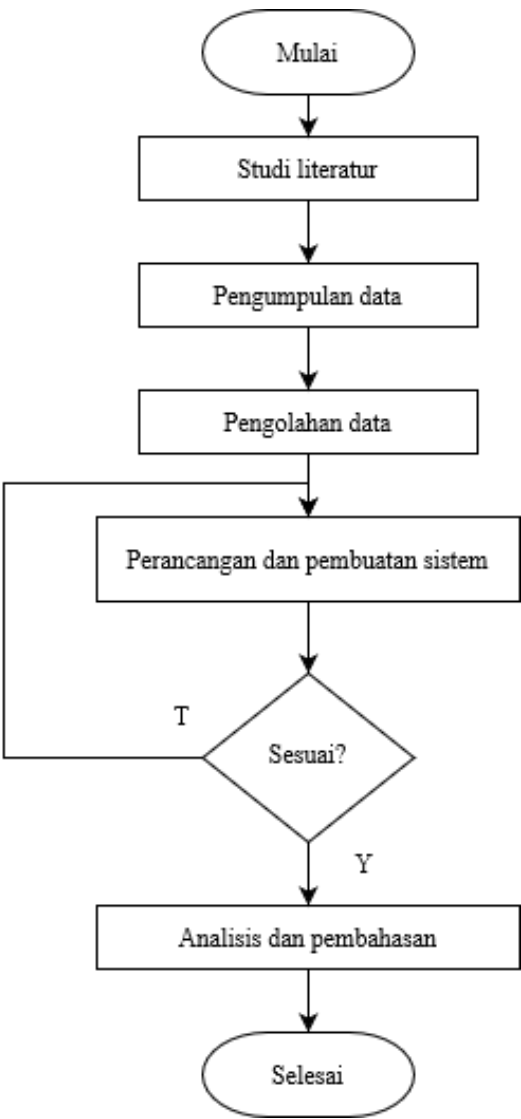 Mulai
Studi literatur
Pengumpulan data
Pengolahan data
Perancangan dan pembuatan sistem
T
Sesuai?
Y
Analisis dan pembahasan
Selesai